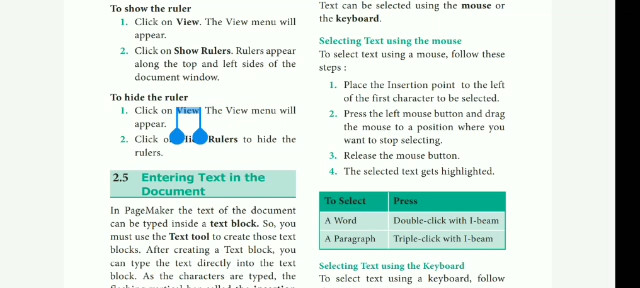 To show the ruler
1. Click on View. The View menu will
appear.
2. Click on Show Rulers. Rulers appear
along the top and left sides of the
document window.
To hide the ruler
1. Click on View. The View menu will
appear.
2. Click on Rulers to hide the
rulers.
2.5 Entering Text in the
Document
In PageMaker the text of the document
can be typed inside a text block. So, you
must use the Text tool to create those text
blocks. After creating a Text block, you
can type the text directly into the text
block. As the characters are typed, the
Text can be selected using the mouse or
the keyboard.
Selecting Text using the mouse
To select text using a mouse, follow these
steps :
1. Place the Insertion point to the left
of the first character to be selected.
2. Press the left mouse button and drag
the mouse to a position where you
want to stop selecting.
3. Release the mouse button.
4. The selected text gets highlighted.
To Select Press
A Word Double-click with I-beam
A Paragraph Triple-click with I-beam
Selecting Text using the Keyboard
To select text using a keyboard, follow